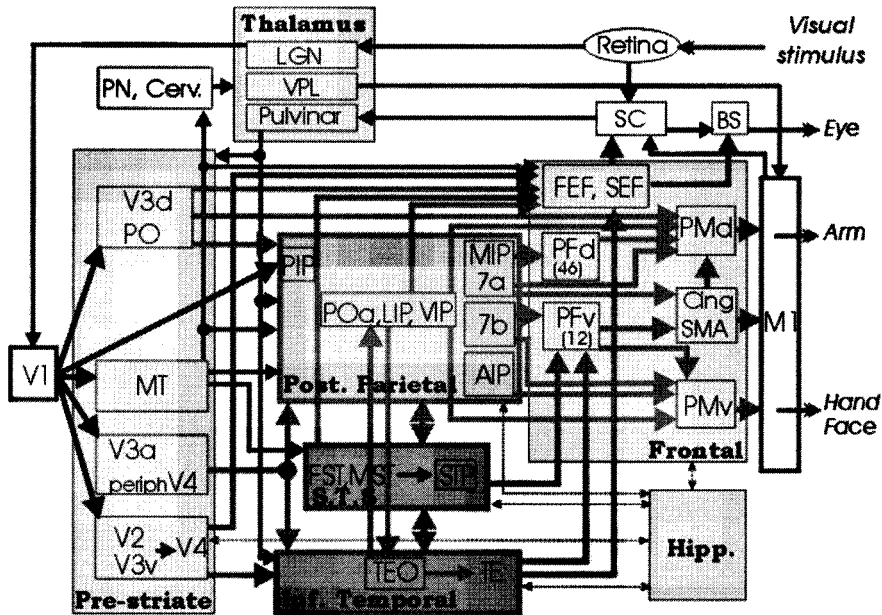 Thalamus
LGN
VPL
Pulvinar
Retina
Visual
stimulus
PN, Cerv.
SC
BS
Eye
V3d
PO
FEF, SEF
PIP
MIP
7a
PFd
(46)
PMd
Arm
POa, LIP, VIP
7b
PFv
(12)
Cing
SMA
M1
V1
MT
AIP
Post. Parietal
PMv
Hand
Face
V3a
periph V4
Frontal
FST, MST
STP
S.T.S
V2
V4
V3v
Hipp.
TEO
TE
Pre-striate
Inf. Temporal